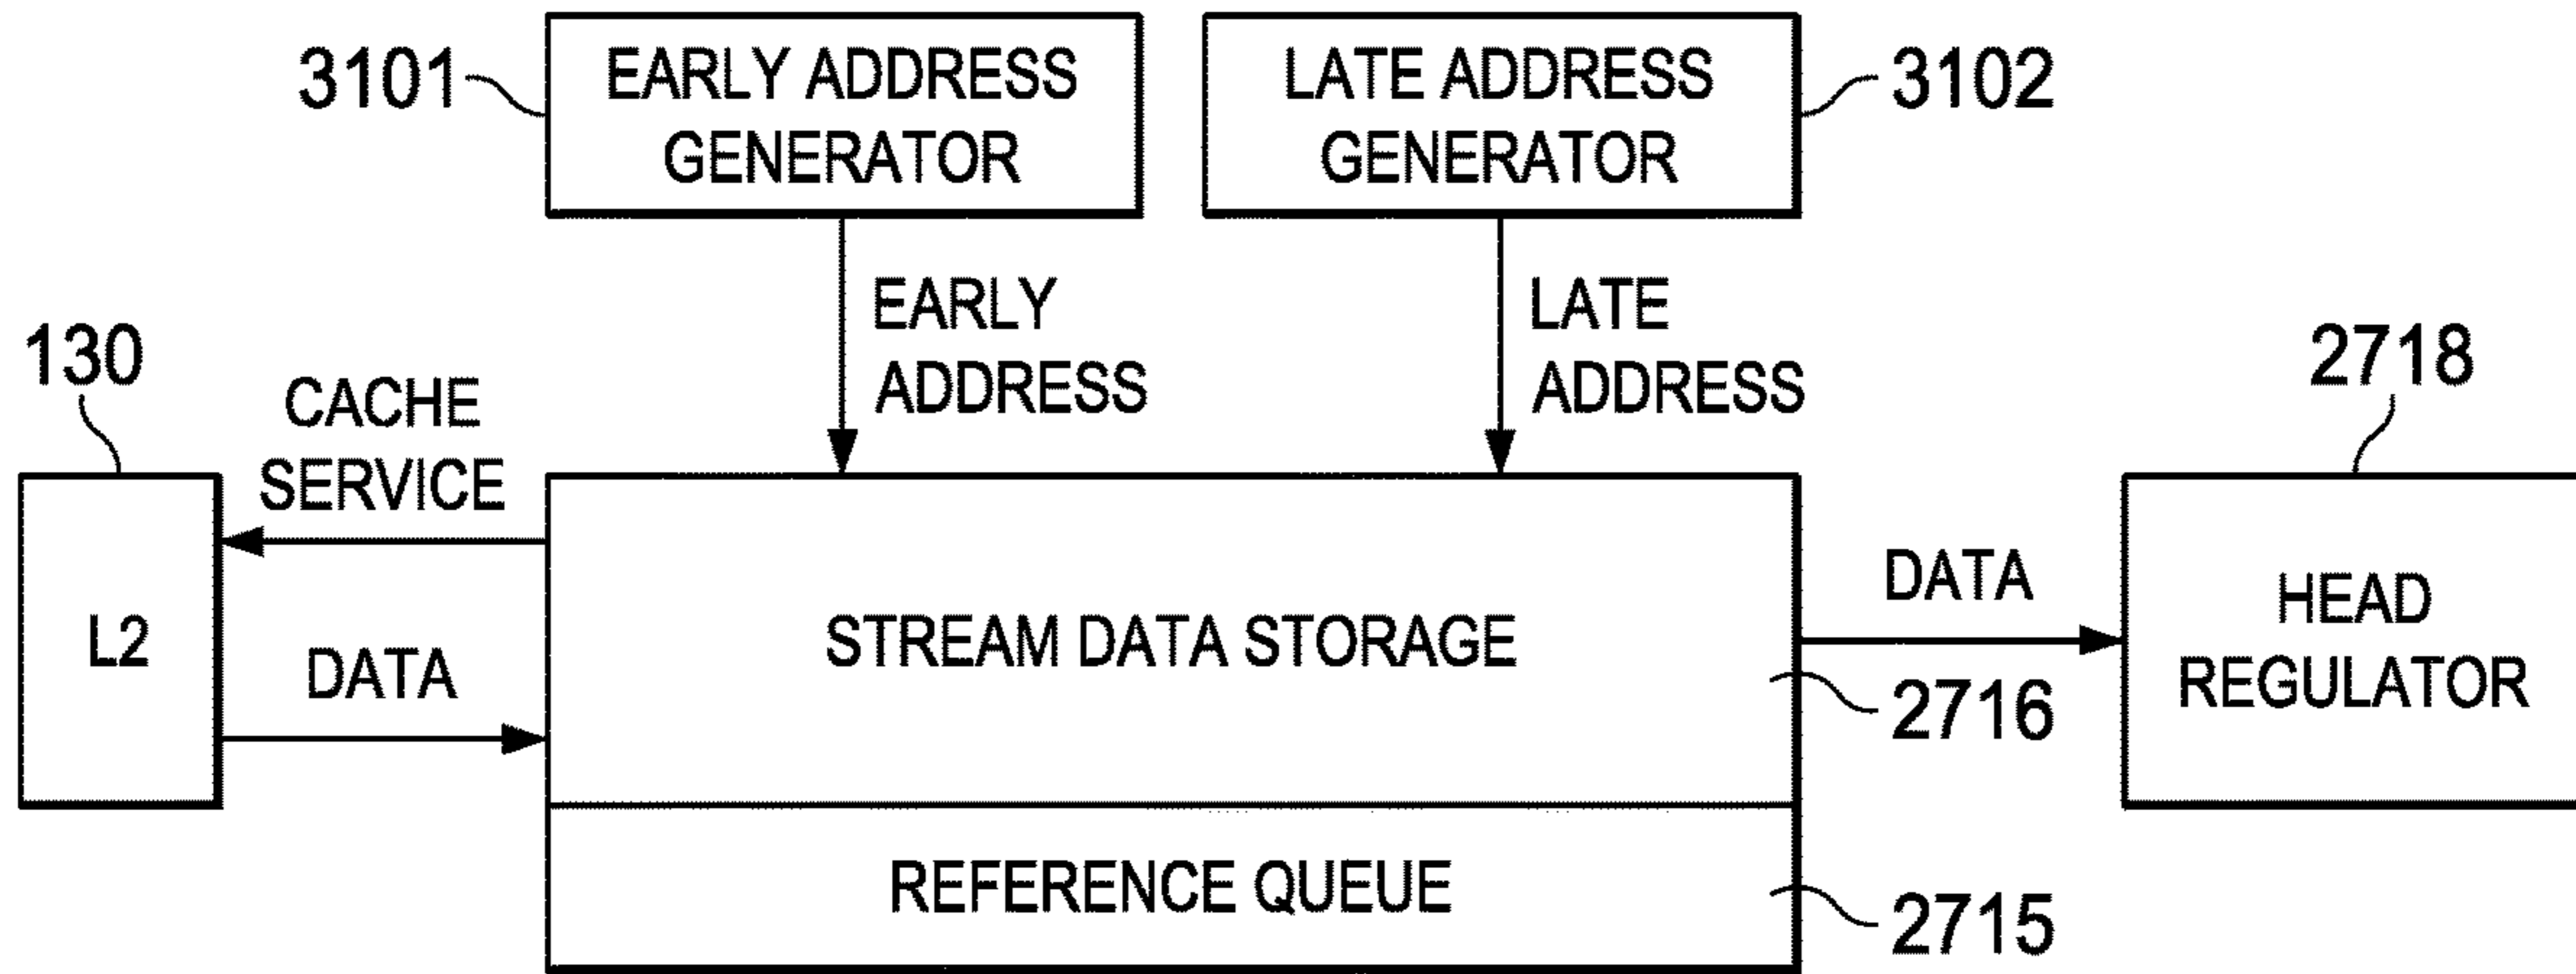 3101
EARLY ADDRESS
GENERATOR
LATE ADDRESS
GENERATOR
3102
EARLY
ADDRESS
LATE
ADDRESS
130
CACHE
SERVICE
2718
L2
DATA
STREAM DATA STORAGE
DATA
HEAD
REGULATOR
2716
REFERENCE QUEUE
2715